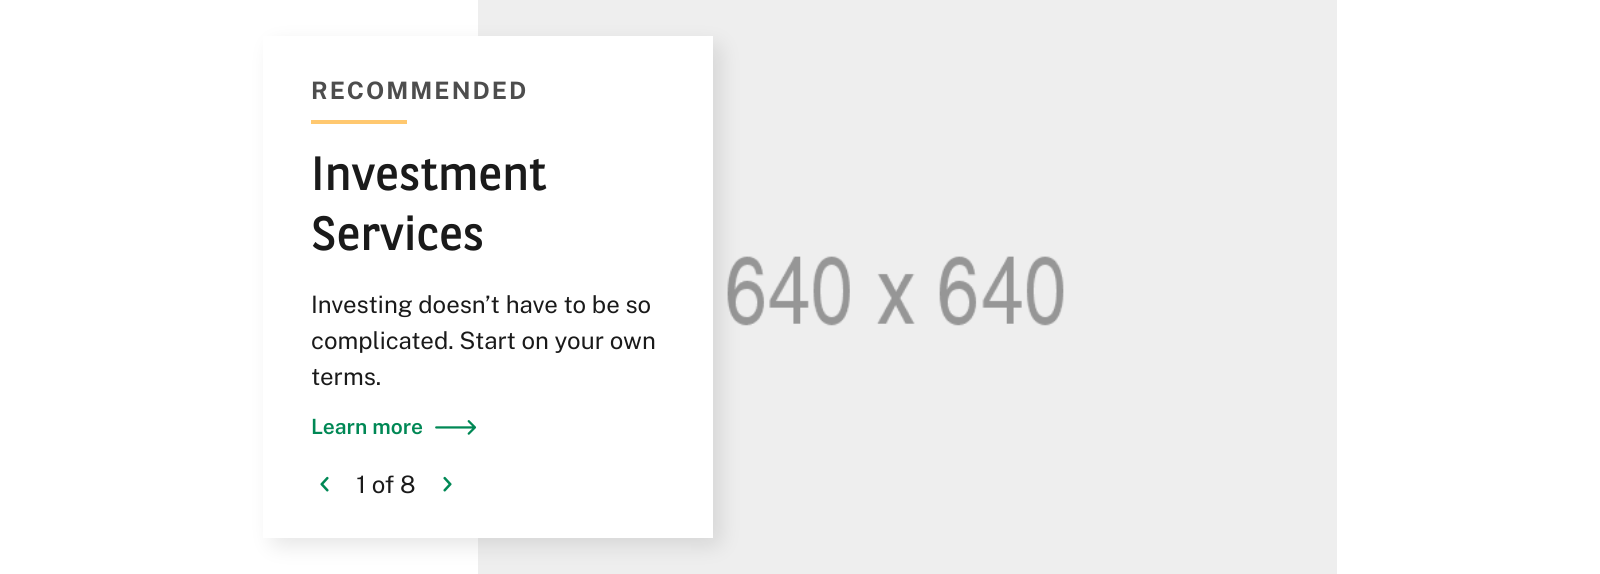 RECOMMENDED
Investment
Services
Investing doesn’t have to be so
complicated. Start on your own
terms.
Learn more
1 of 8
640 x 640